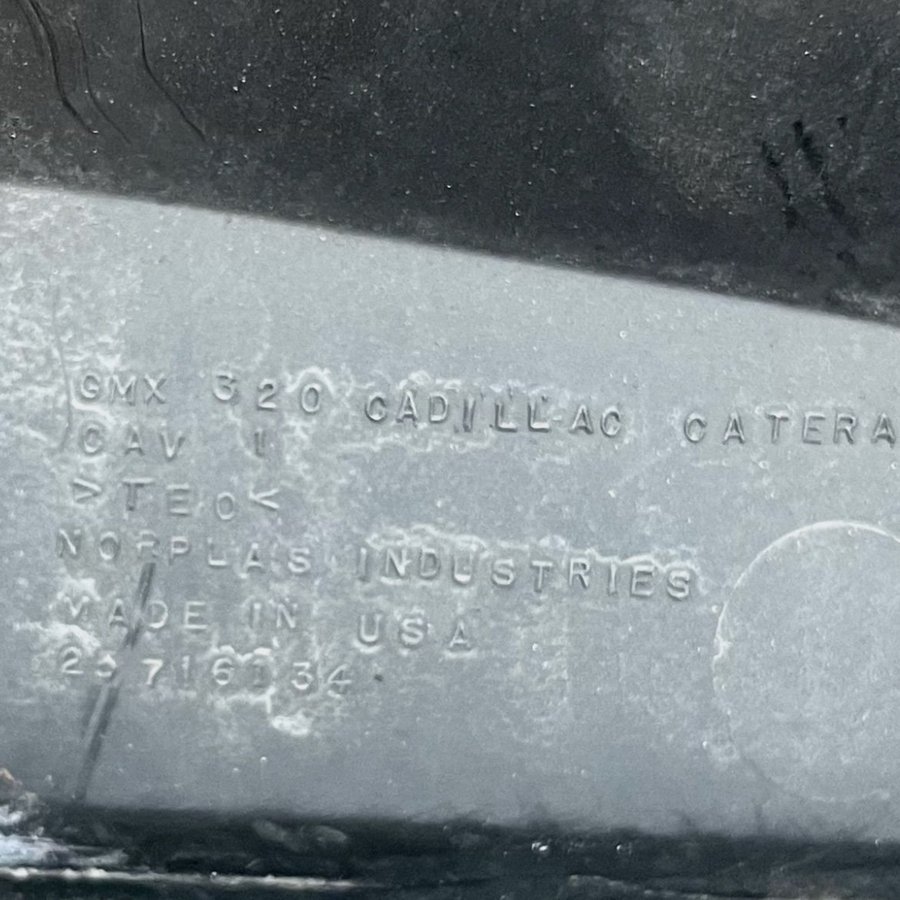 GMX 320 CADILLAC CATERA
CAV 1
>TEO<
NORPLAS INDUSTRIES
MADE IN USA